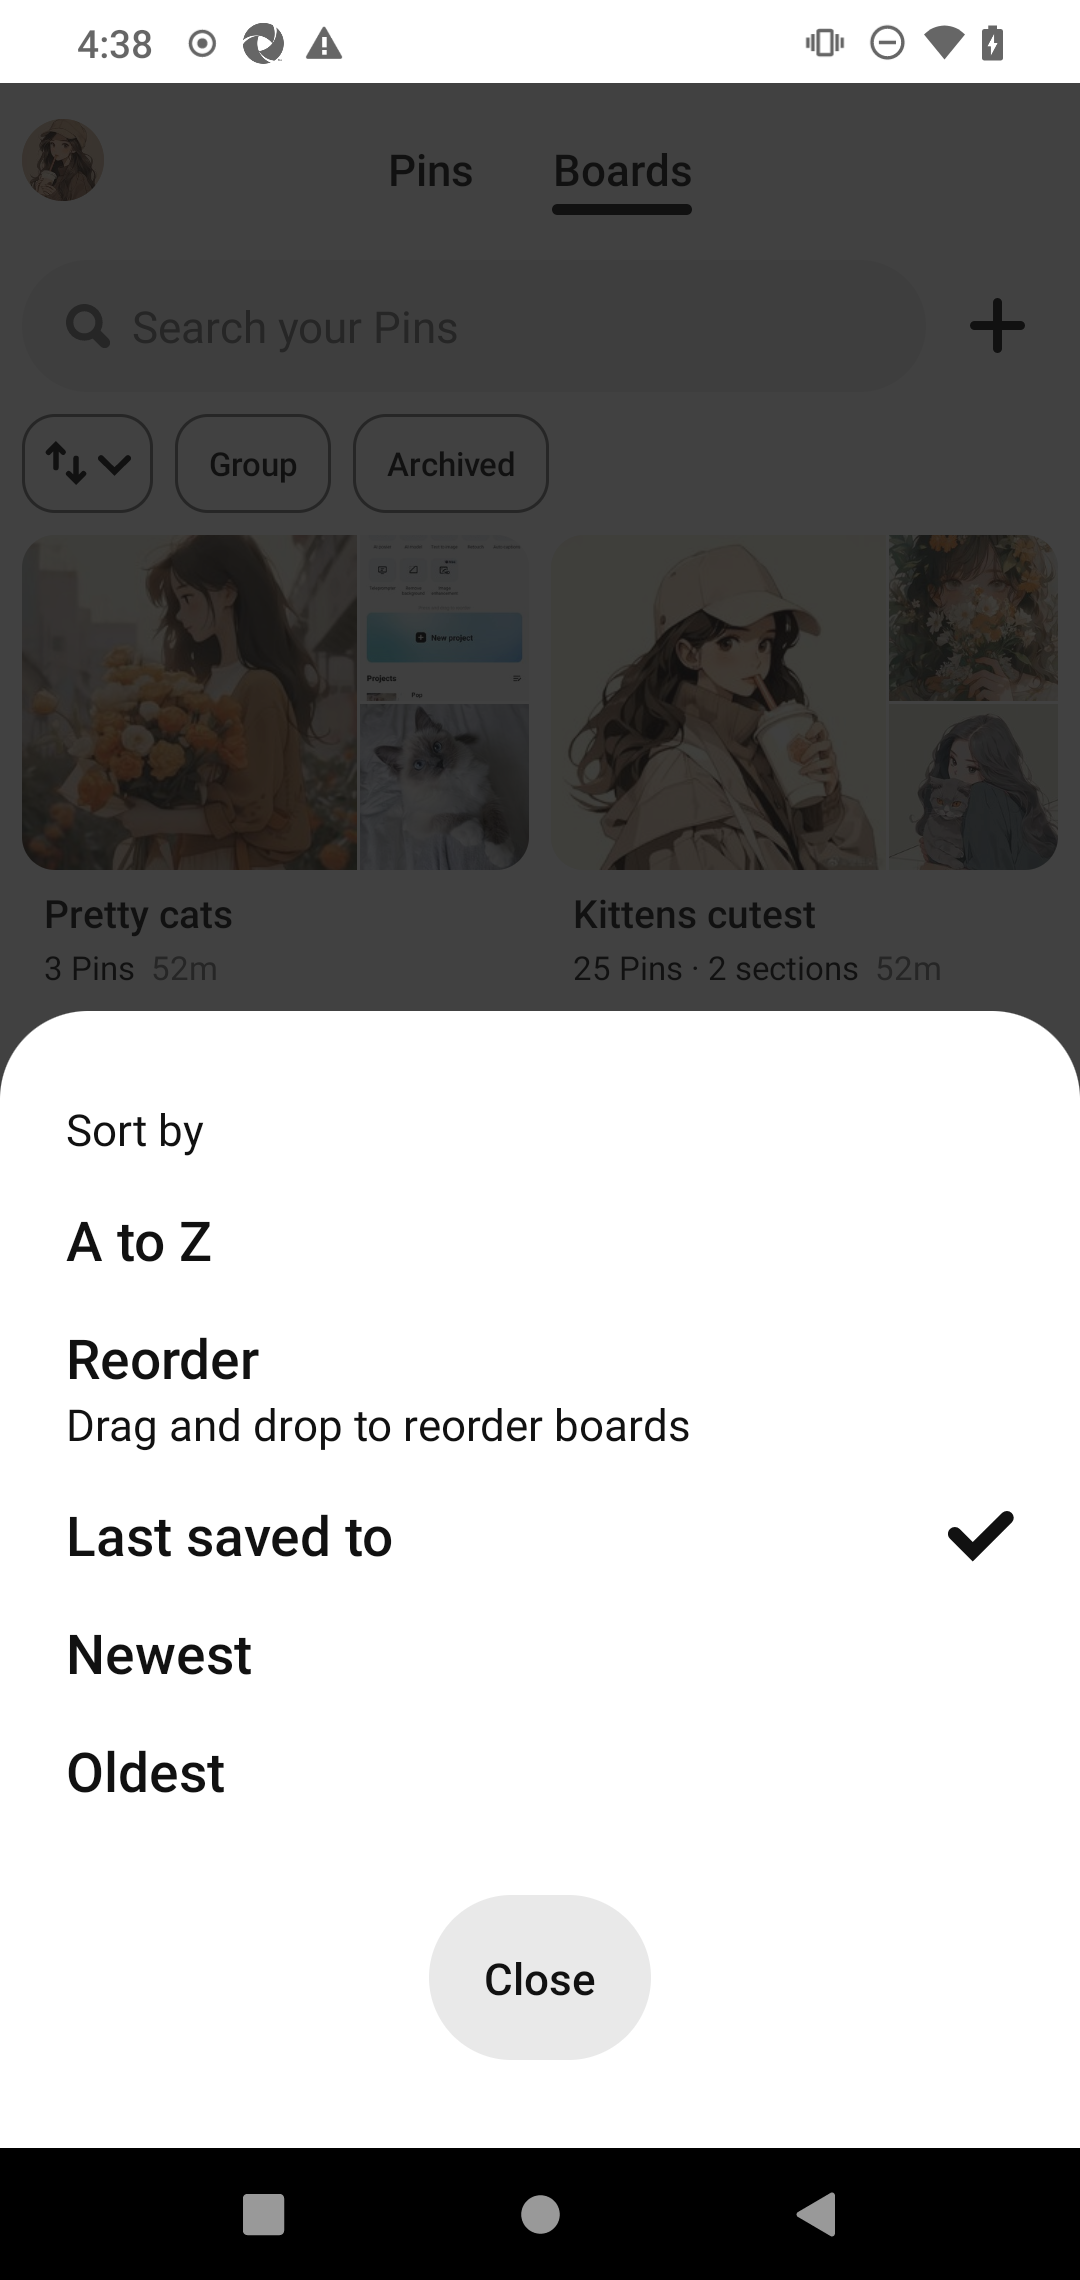 4:38
Pins Boards
Search your Pins
Group Archived
New project
Projects
Pretty cats
3 Pins 52m
Kittens cutest
25 Pins · 2 sections 52m
Sort by
A to Z
Reorder
Drag and drop to reorder boards
Last saved to
Newest
Oldest
Close